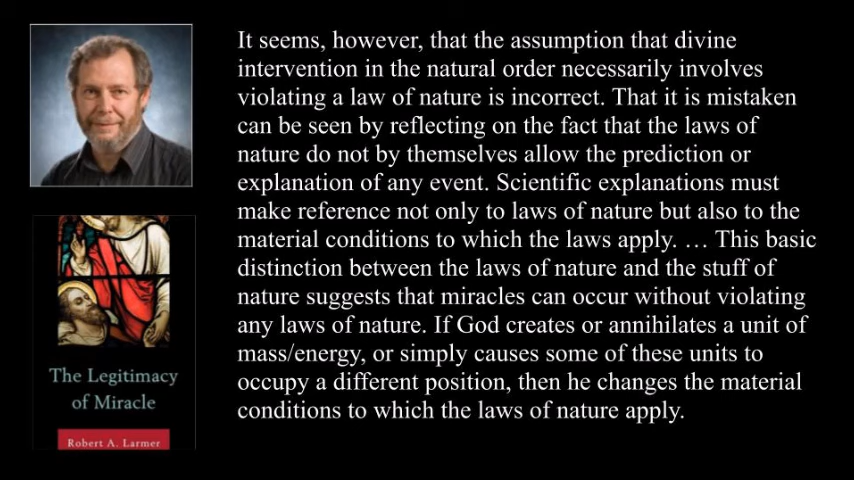 It seems, however, that the assumption that divine
intervention in the natural order necessarily involves
violating a law of nature is incorrect. That it is mistaken
can be seen by reflecting on the fact that the laws of
nature do not by themselves allow the prediction or
explanation of any event. Scientific explanations must
make reference not only to laws of nature but also to the
material conditions to which the laws apply. … This basic
distinction between the laws of nature and the stuff of
nature suggests that miracles can occur without violating
any laws of nature. If God creates or annihilates a unit of
mass/energy, or simply causes some of these units to
occupy a different position, then he changes the material
conditions to which the laws of nature apply.
The Legitimacy
of Miracle
Robert A. Larmer